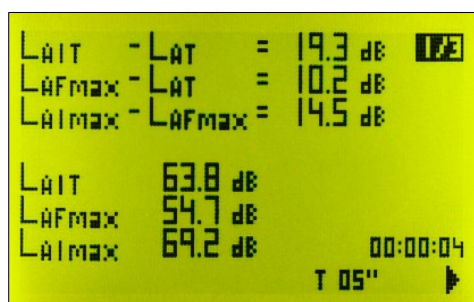 LAIT - LAT = 19.3 dB 1/3
LAFmax - LAT = 10.2 dB
LAImax - LAFmax = 14.5 dB
LAIT 63.8 dB
LAFmax 54.7 dB
LAImax 69.2 dB
00:00:04
T 05"